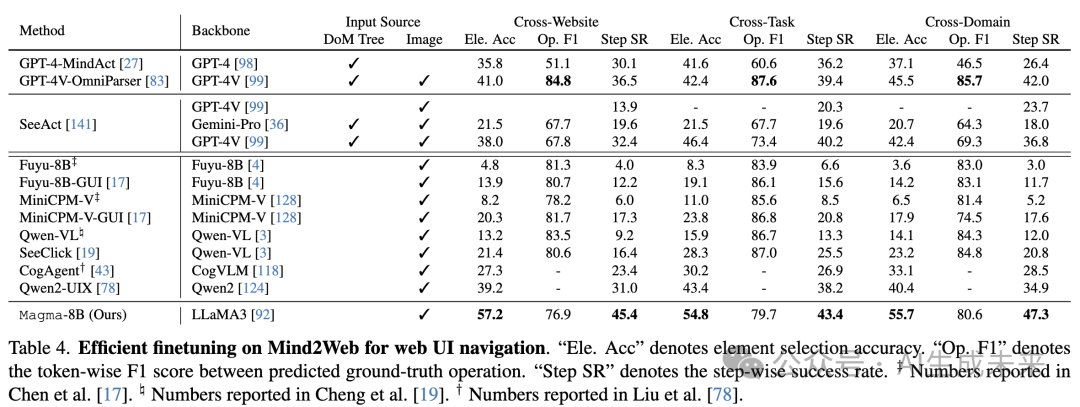 Method Backbone Input Source Cross-Website Cross-Task Cross-Domain
DoM Tree Image Ele. Acc Op. F1 Step SR Ele. Acc Op. F1 Step SR Ele. Acc Op. F1 Step SR
GPT-4-MindAct [27] GPT-4 [98] ✓ 35.8 51.1 30.1 41.6 60.6 36.2 37.1 46.5 26.4
GPT-4V-OmniParser [83] GPT-4V [99] ✓ ✓ 41.0 84.8 36.5 42.4 87.6 39.4 45.5 85.7 42.0
GPT-4V [99] ✓ 13.9 - - 20.3 - - 23.7
SeeAct [141] Gemini-Pro [36] ✓ ✓ 21.5 67.7 19.6 21.5 67.7 19.6 20.7 64.3 18.0
GPT-4V [99] ✓ ✓ 38.0 67.8 32.4 46.4 73.4 40.2 42.4 69.3 36.8
Fuyu-8B‡ Fuyu-8B [4] ✓ 4.8 81.3 4.0 8.3 83.9 6.6 3.6 83.0 3.0
Fuyu-8B-GUI [17] Fuyu-8B [4] ✓ 13.9 80.7 12.2 19.1 86.1 15.6 14.2 83.1 11.7
MiniCPM-V‡ MiniCPM-V [128] ✓ 8.2 78.2 6.0 11.0 85.6 8.5 6.5 81.4 5.2
MiniCPM-V-GUI [17] MiniCPM-V [128] ✓ 20.3 81.7 17.3 23.8 86.8 20.8 17.9 74.5 17.6
Qwen-VL♮ Qwen-VL [3] ✓ 13.2 83.5 9.2 15.9 86.7 13.3 14.1 84.3 12.0
SeeClick [19] Qwen-VL [3] ✓ 21.4 80.6 16.4 28.3 87.0 25.5 23.2 84.8 20.8
CogAgent† [43] CogVLM [118] ✓ 27.3 - 23.4 30.2 - 26.9 33.1 - 28.5
Qwen2-UIX [78] Qwen2 [124] ✓ 39.2 - 31.0 43.4 - 38.2 40.4 - 34.9
Magma-8B (Ours) LLaMA3 [92] ✓ 57.2 76.9 45.4 54.8 79.7 43.4 55.7 80.6 47.3
Table 4. Efficient finetuning on Mind2Web for web UI navigation. “Ele. Acc” denotes element selection accuracy. “Op. F1” denotes
the token-wise F1 score between predicted ground-truth operation. “Step SR” denotes the step-wise success rate. ‡ Numbers reported in
Chen et al. [17]. ♮ Numbers reported in Cheng et al. [19]. † Numbers reported in Liu et al. [78].
公众号 · AI生成未来